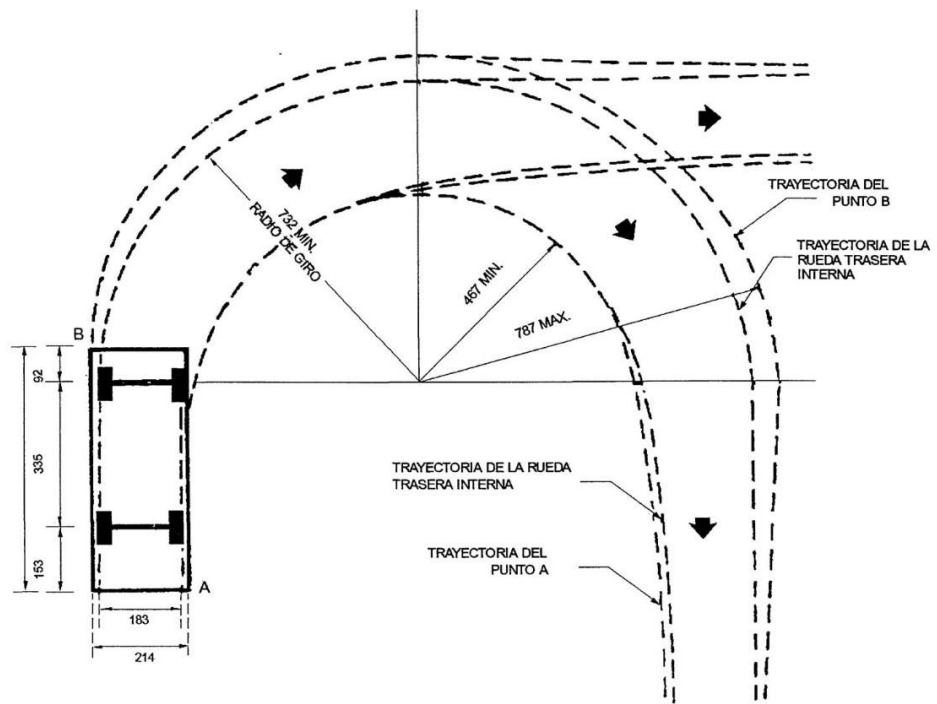 TRAYECTORIA DEL
PUNTO B
TRAYECTORIA DE LA
RUEDA TRASERA
INTERNA
732 MIN.
RADIO DE GIRO
467 MIN.
787 MAX.
B
92
335
153
A
183
214
TRAYECTORIA DE LA RUEDA
TRASERA INTERNA
TRAYECTORIA DEL
PUNTO A